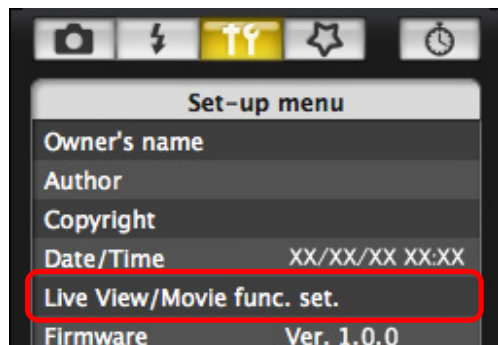 Set-up menu
Owner's name
Author
Copyright
Date/Time XX/XX/XX XX:XX
Live View/Movie func. set.
Firmware Ver. 1.0.0